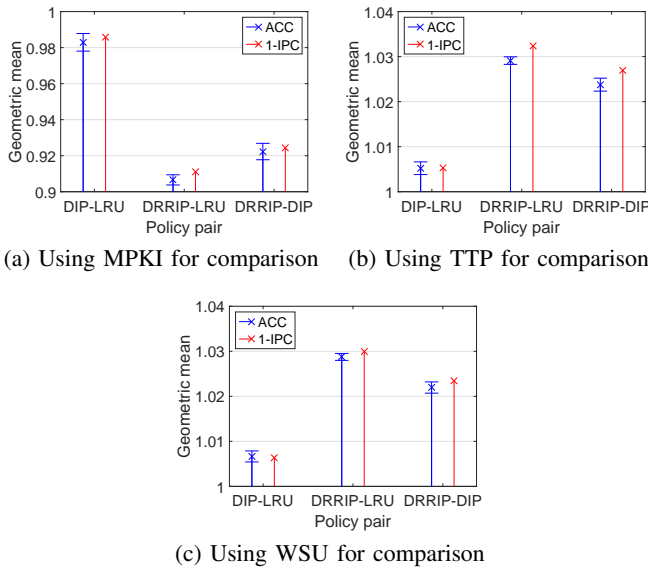 1
0.98
0.96
0.94
0.92
0.9
Geometric mean
ACC
1-IPC
DIP-LRU DRRIP-LRU DRRIP-DIP
Policy pair
(a) Using MPKI for comparison
1.04
1.03
1.02
1.01
1
Geometric mean
ACC
1-IPC
DIP-LRU DRRIP-LRU DRRIP-DIP
Policy pair
(b) Using TTP for comparison
1.04
1.03
1.02
1.01
1
Geometric mean
ACC
1-IPC
DIP-LRU DRRIP-LRU DRRIP-DIP
Policy pair
(c) Using WSU for comparison